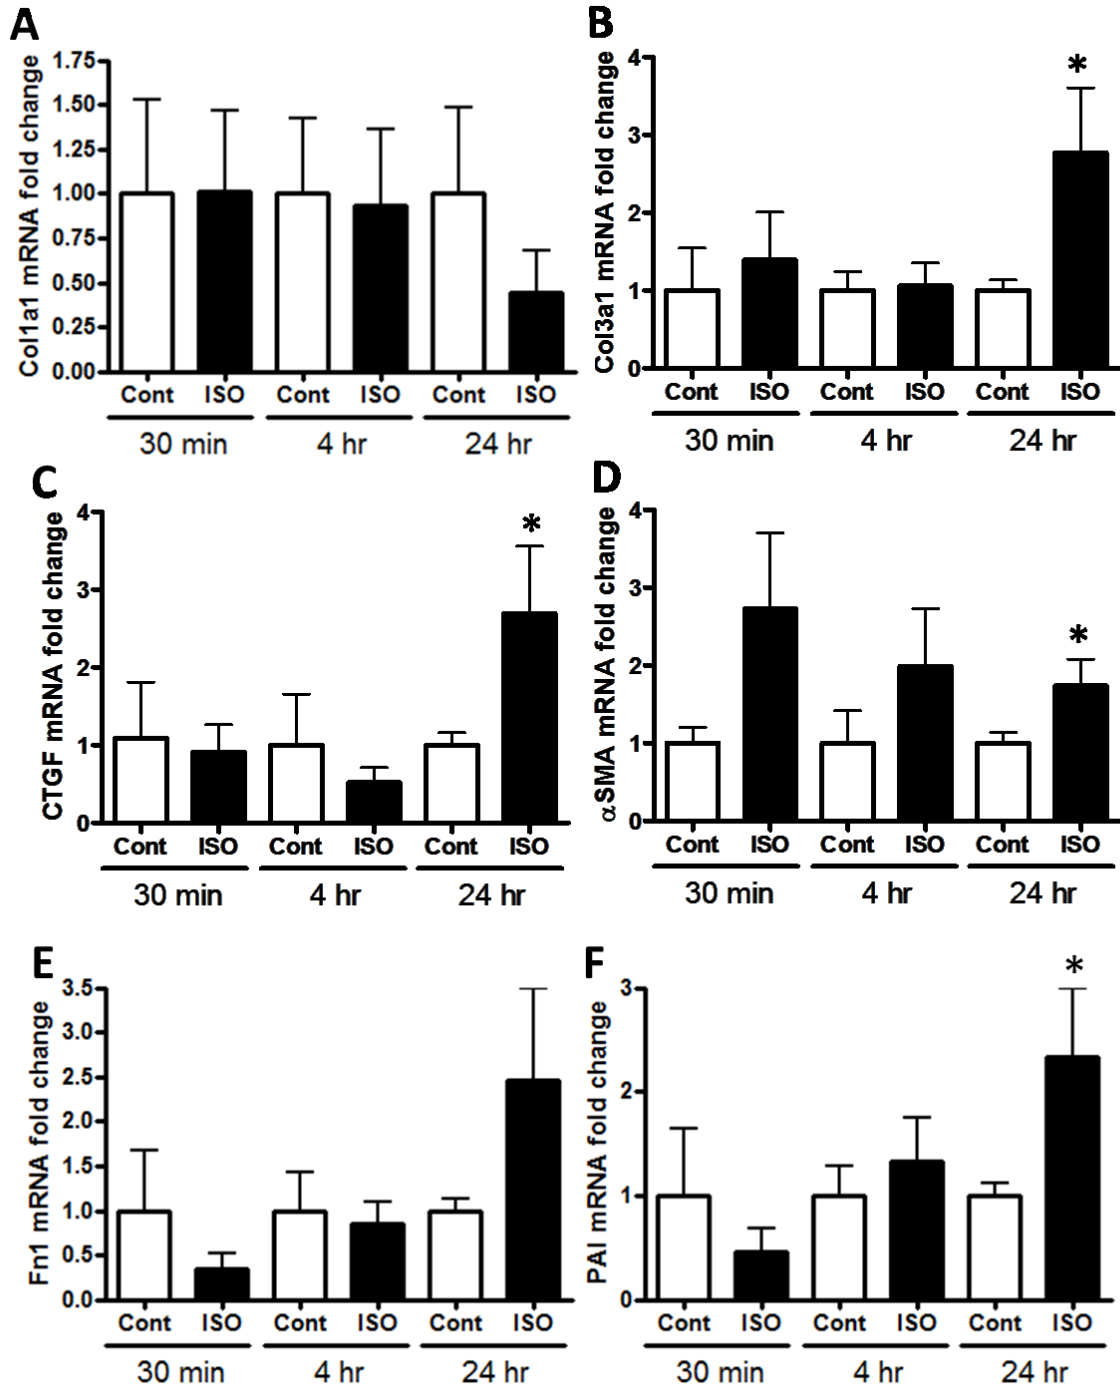 A
Col1a1 mRNA fold change
1.75
1.50
1.25
1.00
0.75
0.50
0.25
0.00
Cont ISO Cont ISO Cont ISO
30 min 4 hr 24 hr
B
Col3a1 mRNA fold change
4
3
2
1
0
*
Cont ISO Cont ISO Cont ISO
30 min 4 hr 24 hr
C
CTGF mRNA fold change
4
3
2
1
0
*
Cont ISO Cont ISO Cont ISO
30 min 4 hr 24 hr
D
αSMA mRNA fold change
4
3
2
1
0
*
Cont ISO Cont ISO Cont ISO
30 min 4 hr 24 hr
E
Fn1 mRNA fold change
3.5
3.0
2.5
2.0
1.5
1.0
0.5
0.0
Cont ISO Cont ISO Cont ISO
30 min 4 hr 24 hr
F
PAI mRNA fold change
3
2
1
0
*
Cont ISO Cont ISO Cont ISO
30 min 4 hr 24 hr